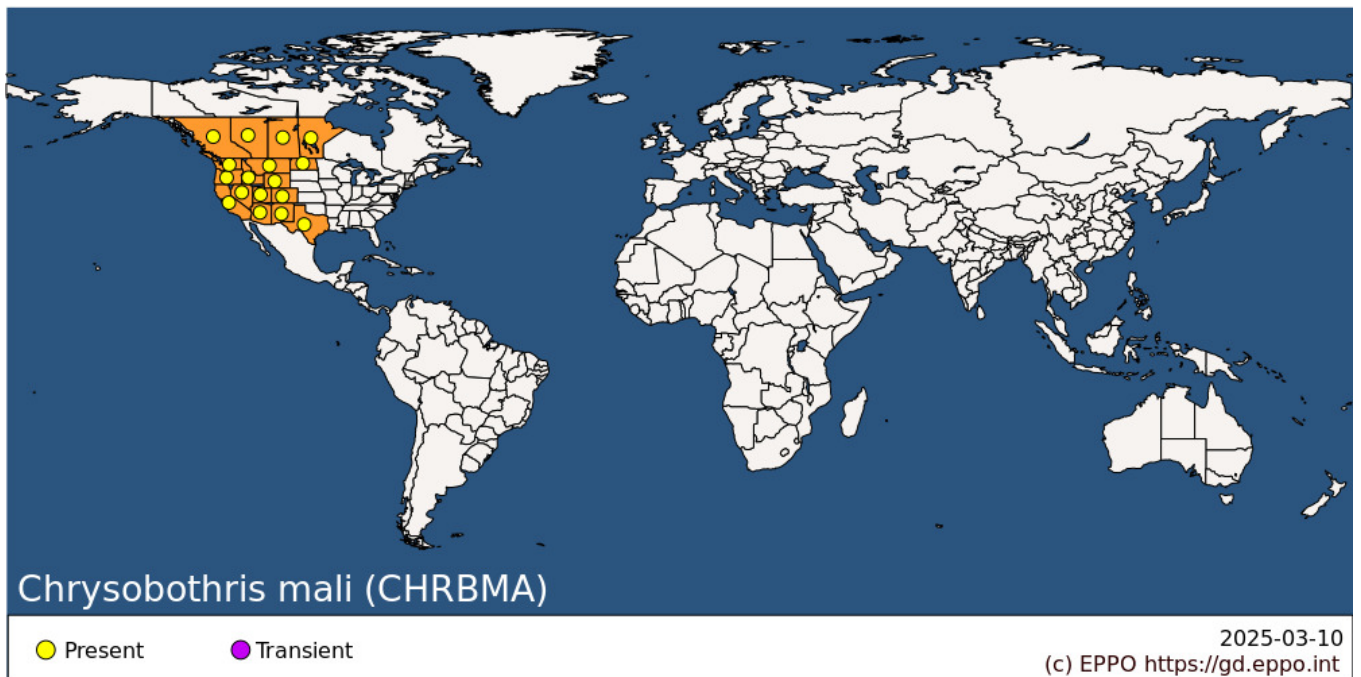 Chrysobothris mali (CHRBMA)
Present
Transient
2025-03-10
(c) EPPO https://gd.eppo.int